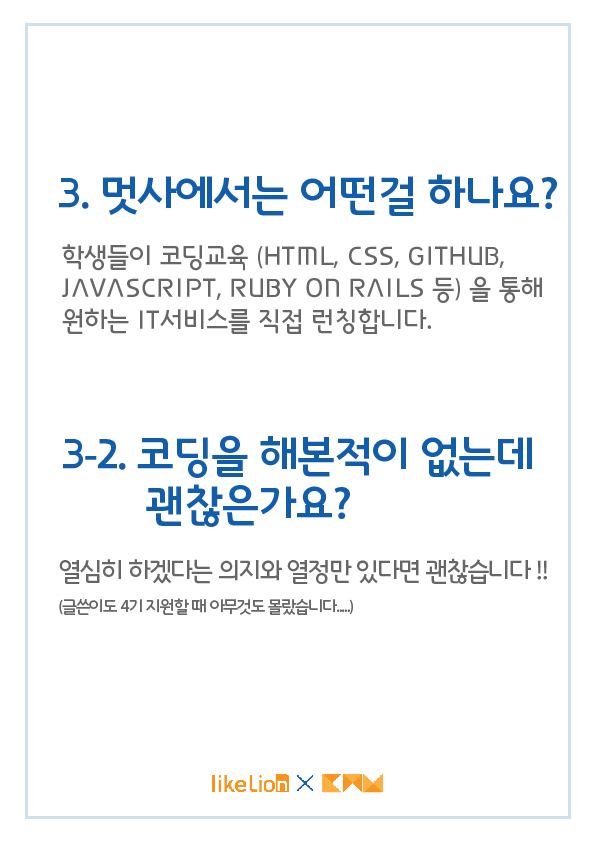 3. 멋사에서는 어떤걸 하나요?
학생들이 코딩교육 (HTML, CSS, GITHUB,
JAVASCRIPT, RUBY ON RAILS 등) 을 통해
원하는 IT서비스를 직접 런칭합니다.
3-2. 코딩을 해본적이 없는데
괜찮은가요?
열심히 하겠다는 의지와 열정만 있다면 괜찮습니다 !!
(글쓴이도 4기 지원할 때 아무것도 몰랐습니다.....)
likelion X